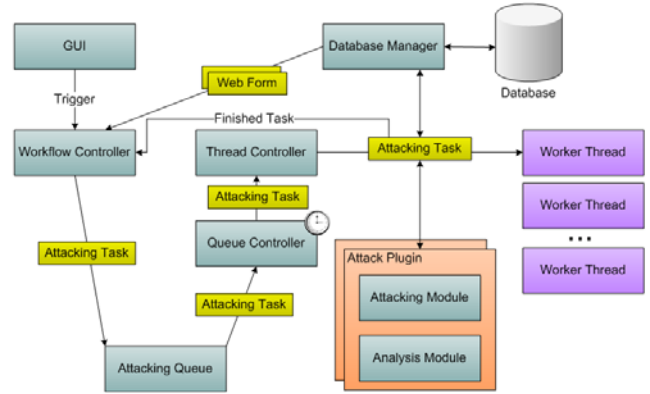 GUI
Database Manager
Database
Web Form
Trigger
Finished Task
Workflow Controller
Thread Controller
Attacking Task
Worker Thread
Attacking Task
Worker Thread
Queue Controller
...
Attacking Task
Attack Plugin
Worker Thread
Attacking Module
Attacking Task
Attacking Queue
Analysis Module